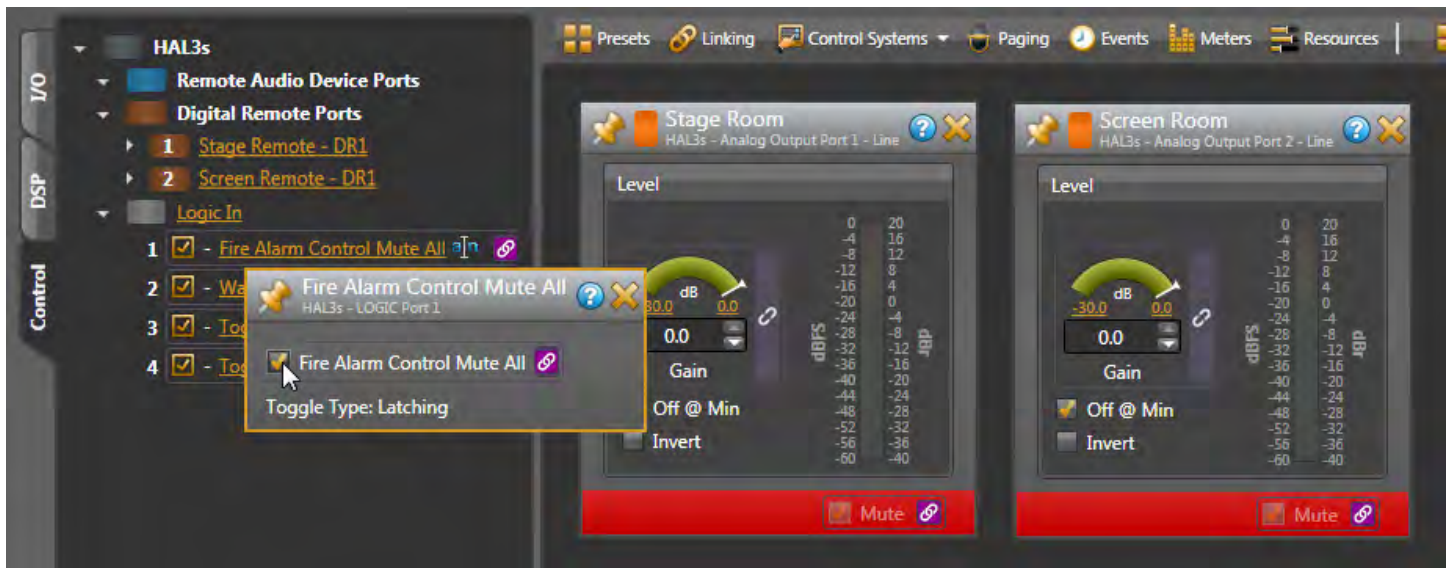 Presets Linking Control Systems Paging Events Meters Resources
I/O
DSP
Control
HAL3s
Remote Audio Device Ports
Digital Remote Ports
1 Stage Remote - DR1
2 Screen Remote - DR1
Logic In
1 - Fire Alarm Control Mute All
2 - Wa
3 - Tog
4 - Tog
Fire Alarm Control Mute All
HAL3s - LOGIC Port 1
Fire Alarm Control Mute All
Toggle Type: Latching
Stage Room
HAL3s - Analog Output Port 1 - Line
Level
dB
0.0
0.0
Gain
Off @ Min
Invert
0 20
-4 16
-8 12
-12 8
-16 4
-20 0
-24 -4
-28 -8
-32 -12
-36 -16
-40 -20
-44 -24
-48 -28
-52 -32
-56 -36
-60 -40
dBFS
dBr
Mute
Screen Room
HAL3s - Analog Output Port 2 - Line
Level
dB
-30.0 0.0
0.0
Gain
Off @ Min
Invert
0 20
-4 16
-8 12
-12 8
-16 4
-20 0
-24 -4
-28 -8
-32 -12
-36 -16
-40 -20
-44 -24
-48 -28
-52 -32
-56 -36
-60 -40
dBFS
dBr
Mute